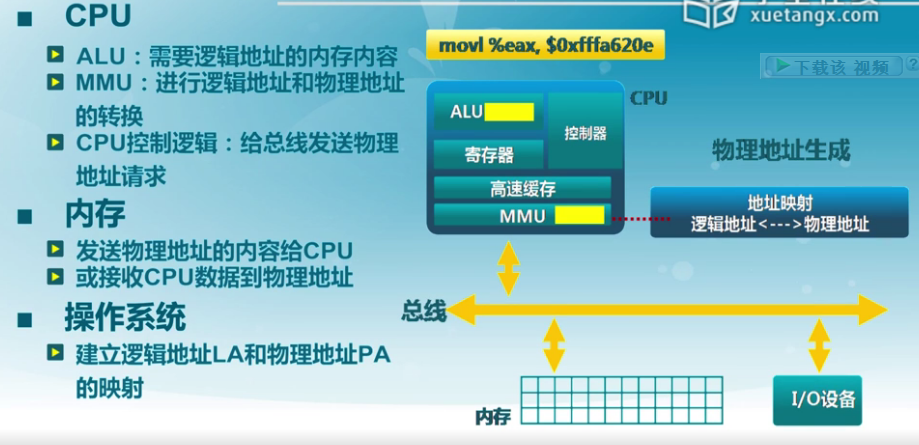 CPU
ALU：需要逻辑地址的内存内容
MMU：进行逻辑地址和物理地址
的转换
CPU控制逻辑：给总线发送物理
地址请求
内存
发送物理地址的内容给CPU
或接收CPU数据到物理地址
操作系统
建立逻辑地址LA和物理地址PA
的映射
xuetangx.com
movl %eax, $0xfffa620e
下载该 视频
?
CPU
ALU
控制器
寄存器
高速缓存
MMU
物理地址生成
地址映射
逻辑地址<--->物理地址
总线
内存
I/O设备